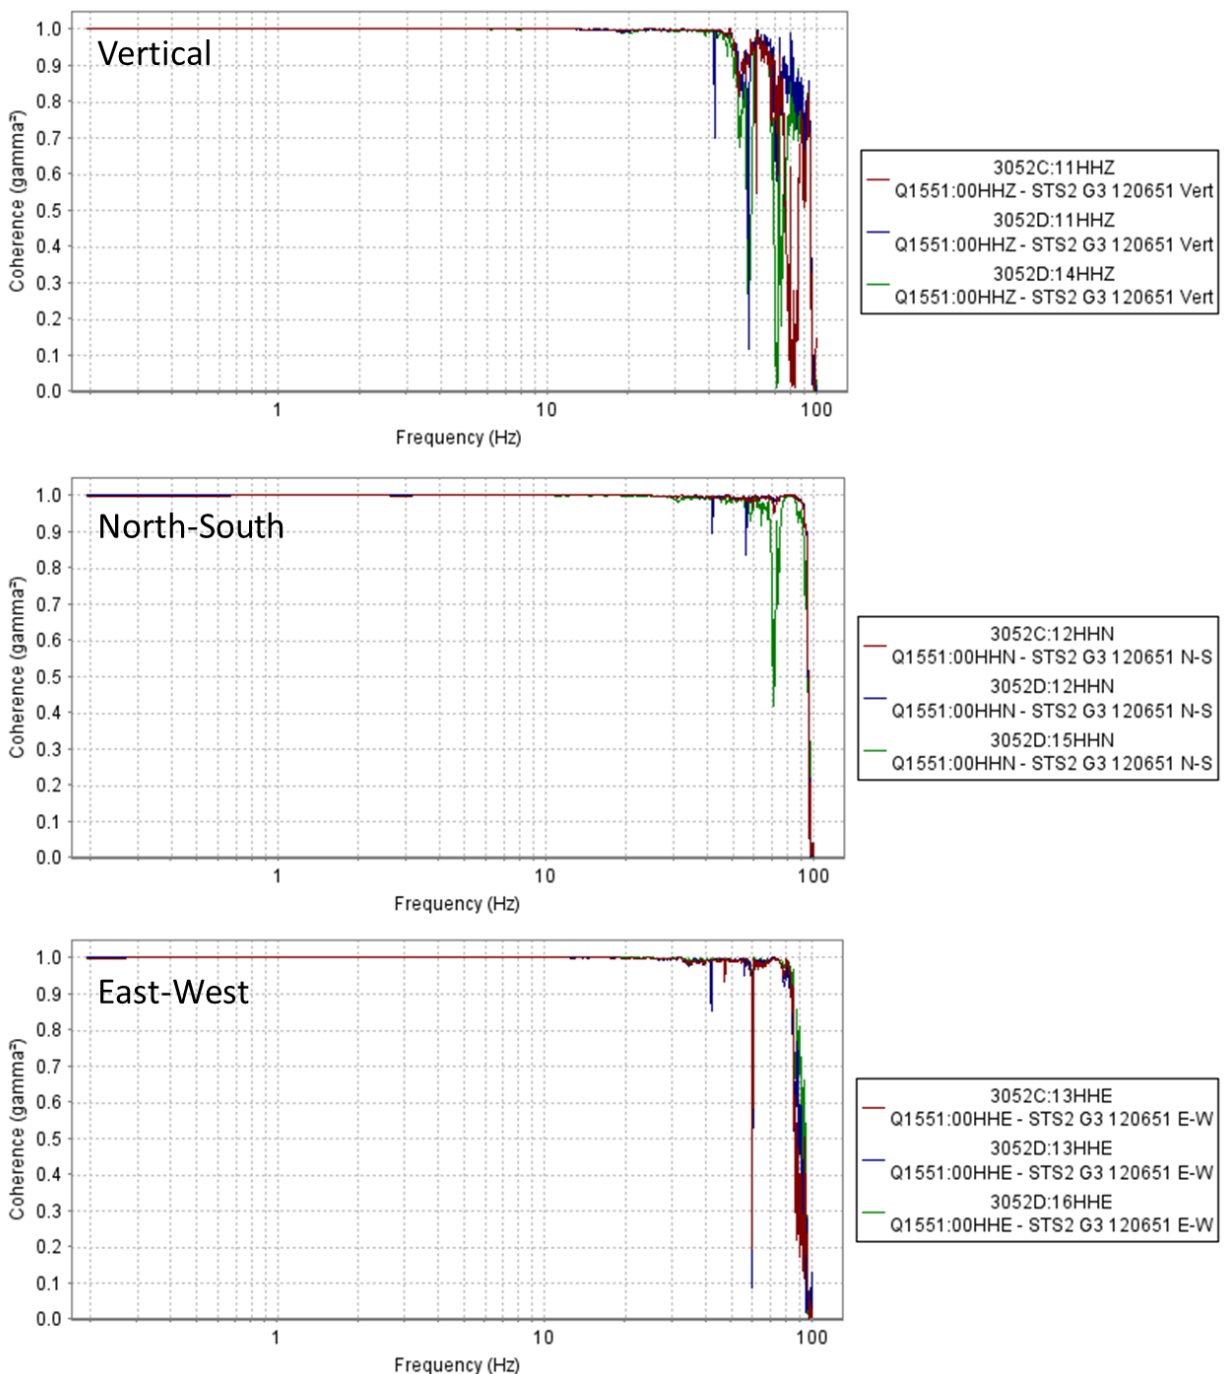 Vertical
1.0
0.9
0.8
0.7
0.6
0.5
0.4
0.3
0.2
0.1
0.0
Coherence (gamma²)
1 10 100
Frequency (Hz)
3052C:11HHZ
Q1551:00HHZ - STS2 G3 120651 Vert
3052D:11HHZ
Q1551:00HHZ - STS2 G3 120651 Vert
3052D:14HHZ
Q1551:00HHZ - STS2 G3 120651 Vert
North-South
1.0
0.9
0.8
0.7
0.6
0.5
0.4
0.3
0.2
0.1
0.0
Coherence (gamma²)
1 10 100
Frequency (Hz)
3052C:12HHN
Q1551:00HHN - STS2 G3 120651 N-S
3052D:12HHN
Q1551:00HHN - STS2 G3 120651 N-S
3052D:15HHN
Q1551:00HHN - STS2 G3 120651 N-S
East-West
1.0
0.9
0.8
0.7
0.6
0.5
0.4
0.3
0.2
0.1
0.0
Coherence (gamma²)
1 10 100
Frequency (Hz)
3052C:13HHE
Q1551:00HHE - STS2 G3 120651 E-W
3052D:13HHE
Q1551:00HHE - STS2 G3 120651 E-W
3052D:16HHE
Q1551:00HHE - STS2 G3 120651 E-W